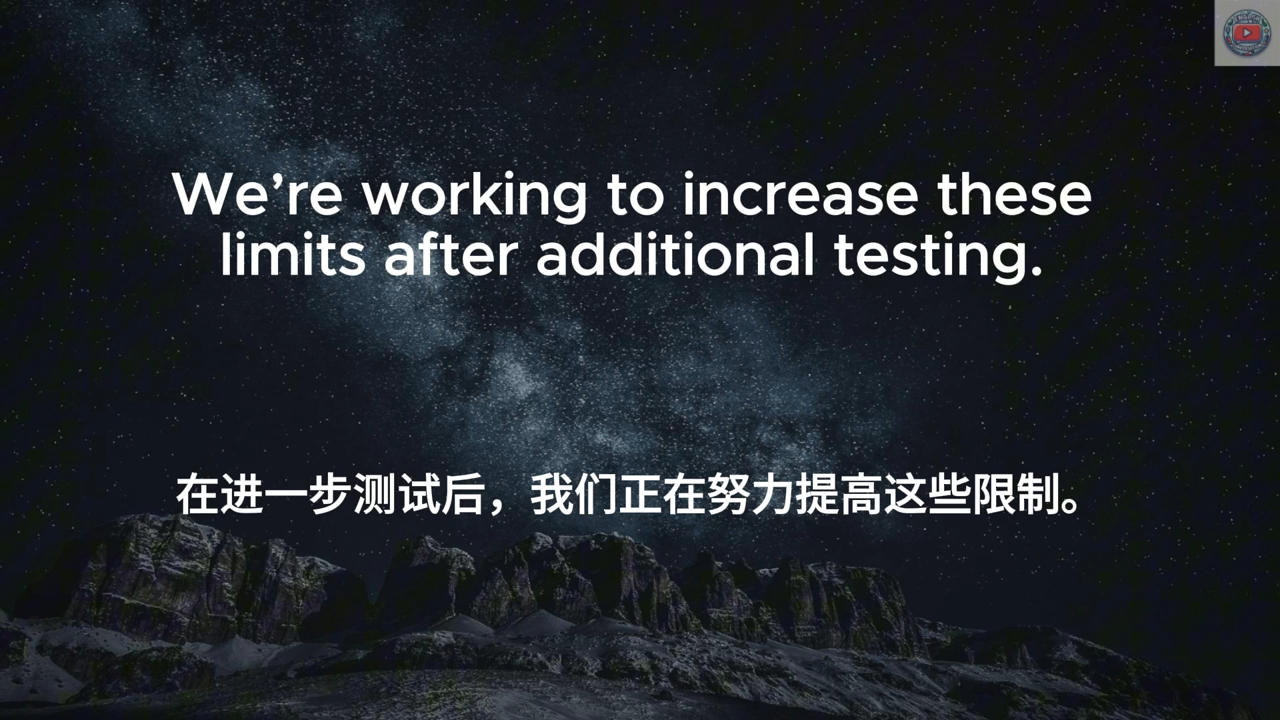 We’re working to increase these
limits after additional testing.
在进一步测试后，我们正在努力提高这些限制。